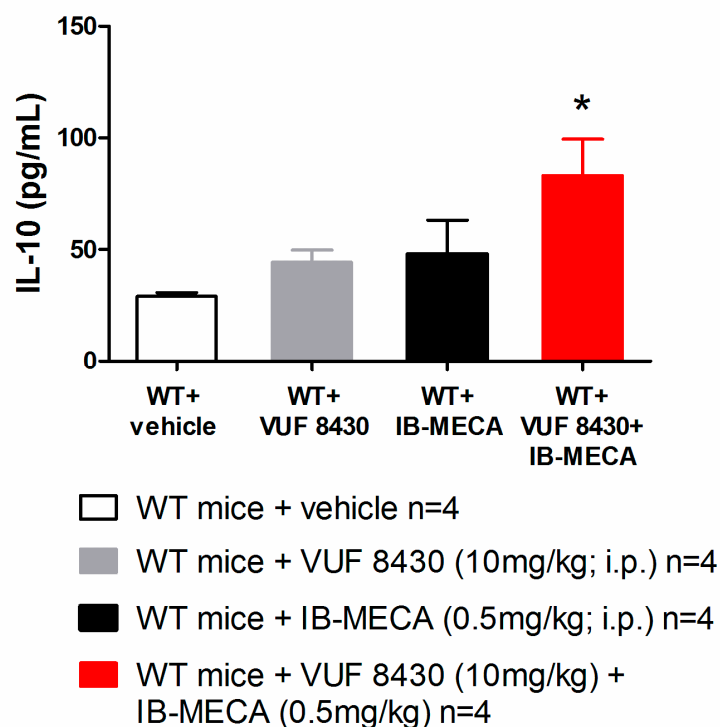 150
100
50
0
IL-10 (pg/mL)
*
WT+
vehicle
WT+
VUF 8430
WT+
IB-MECA
WT+
VUF 8430+
IB-MECA
WT mice + vehicle n=4
WT mice + VUF 8430 (10mg/kg; i.p.) n=4
WT mice + IB-MECA (0.5mg/kg; i.p.) n=4
WT mice + VUF 8430 (10mg/kg) +
IB-MECA (0.5mg/kg) n=4